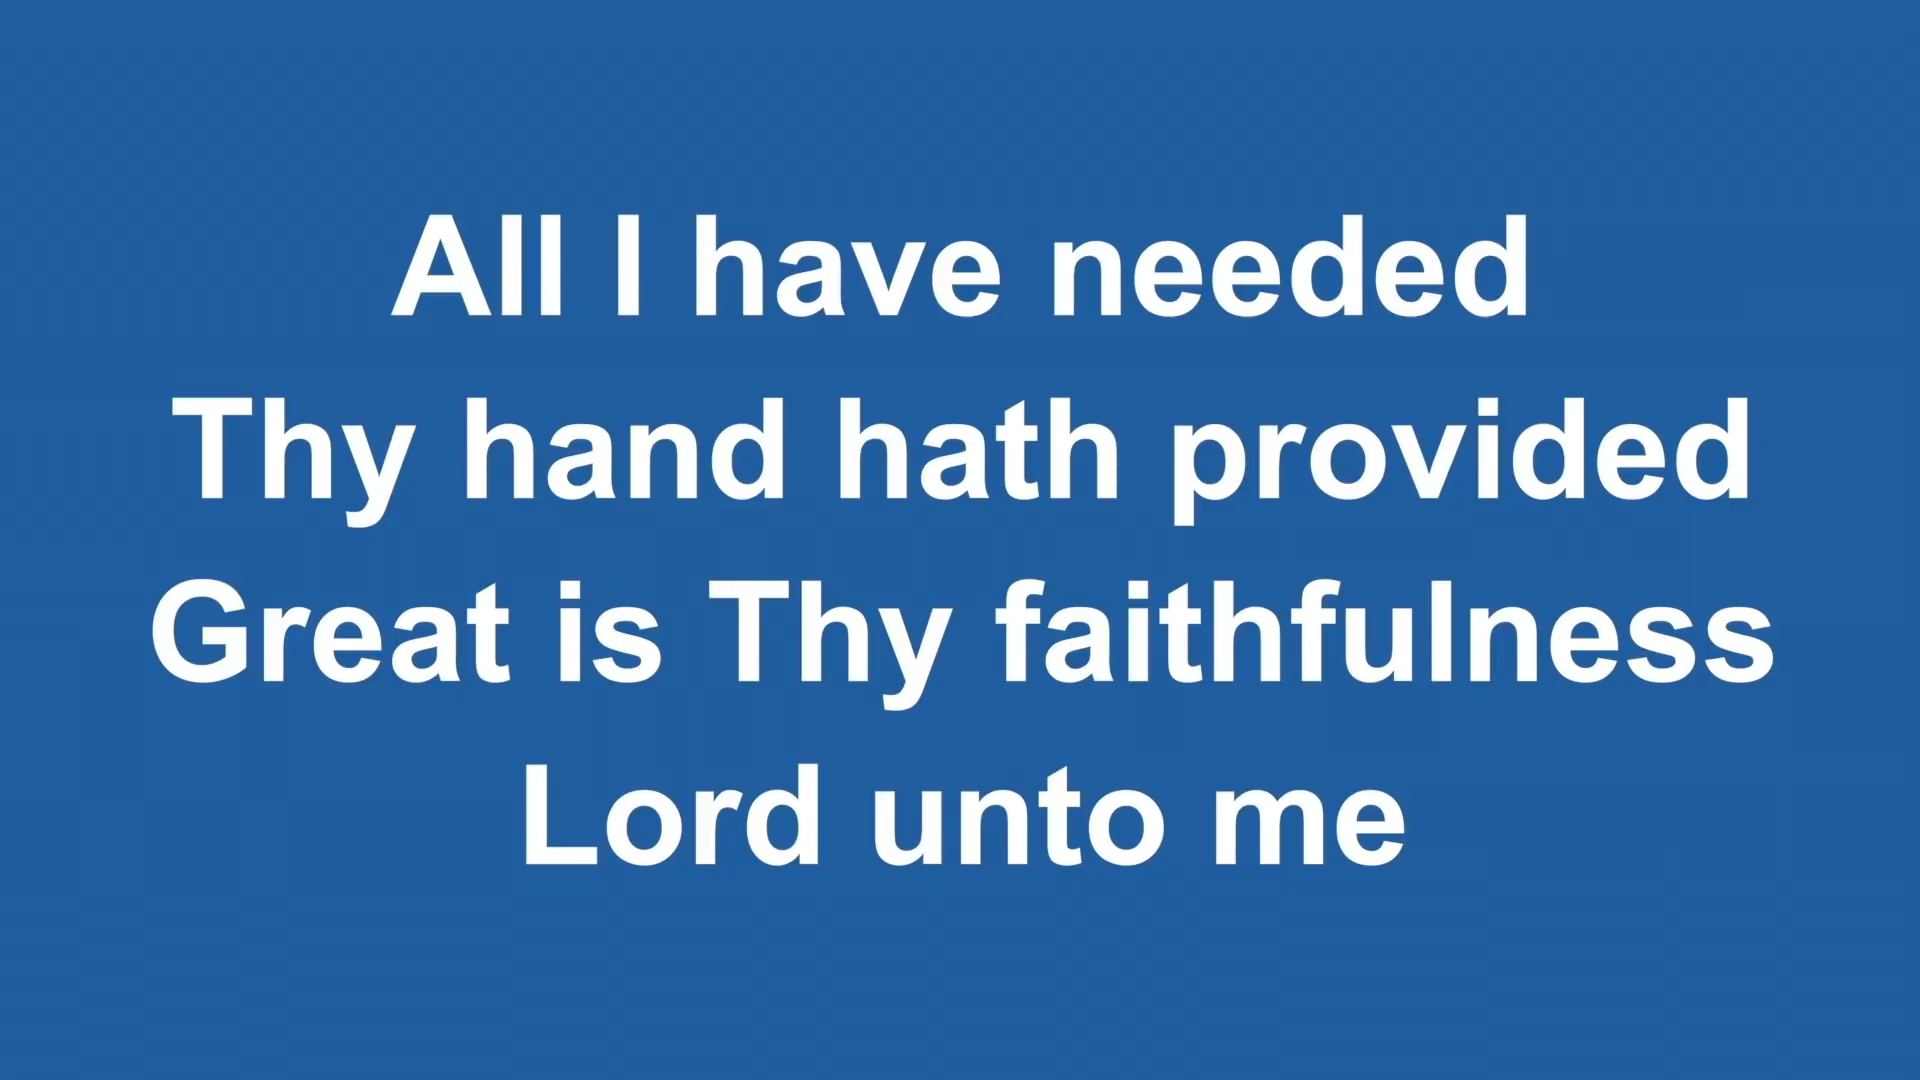 All I have needed
Thy hand hath provided
Great is Thy faithfulness
Lord unto me